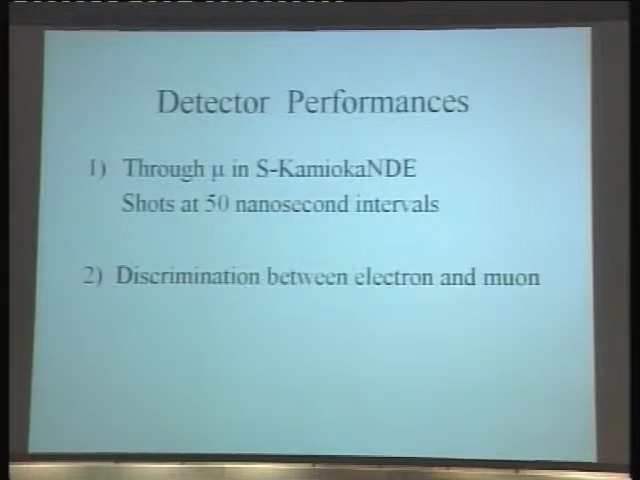 Detector Performances
1) Through μ in S-KamiokaNDE
Shots at 50 nanosecond intervals
2) Discrimination between electron and muon